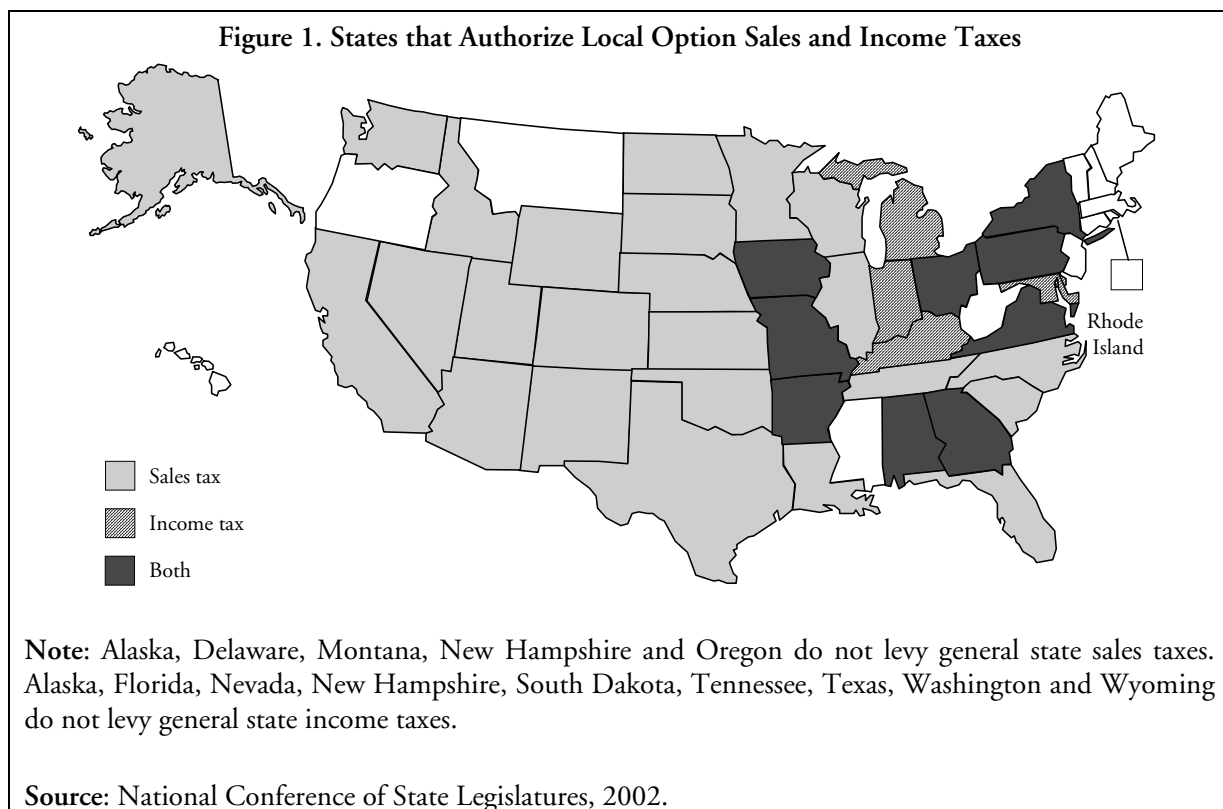 Figure 1. States that Authorize Local Option Sales and Income Taxes
Rhode
Island
Sales tax
Income tax
Both
Note: Alaska, Delaware, Montana, New Hampshire and Oregon do not levy general state sales taxes.
Alaska, Florida, Nevada, New Hampshire, South Dakota, Tennessee, Texas, Washington and Wyoming
do not levy general state income taxes.
Source: National Conference of State Legislatures, 2002.